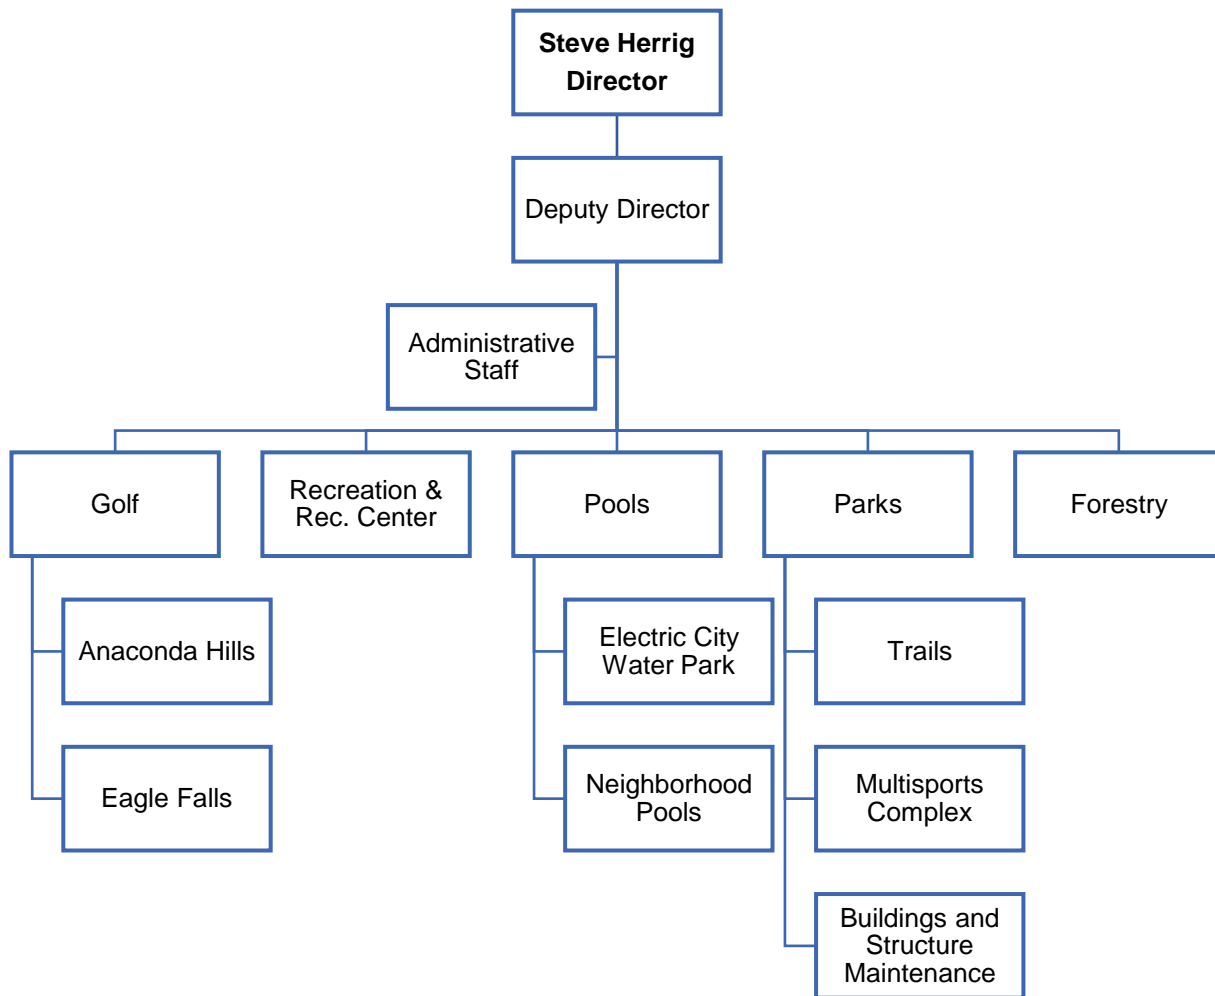 Steve Herrig
Director
Deputy Director
Administrative
Staff
Golf
Recreation &
Rec. Center
Pools
Parks
Forestry
Anaconda Hills
Electric City
Water Park
Trails
Eagle Falls
Neighborhood
Pools
Multisports
Complex
Buildings and
Structure
Maintenance